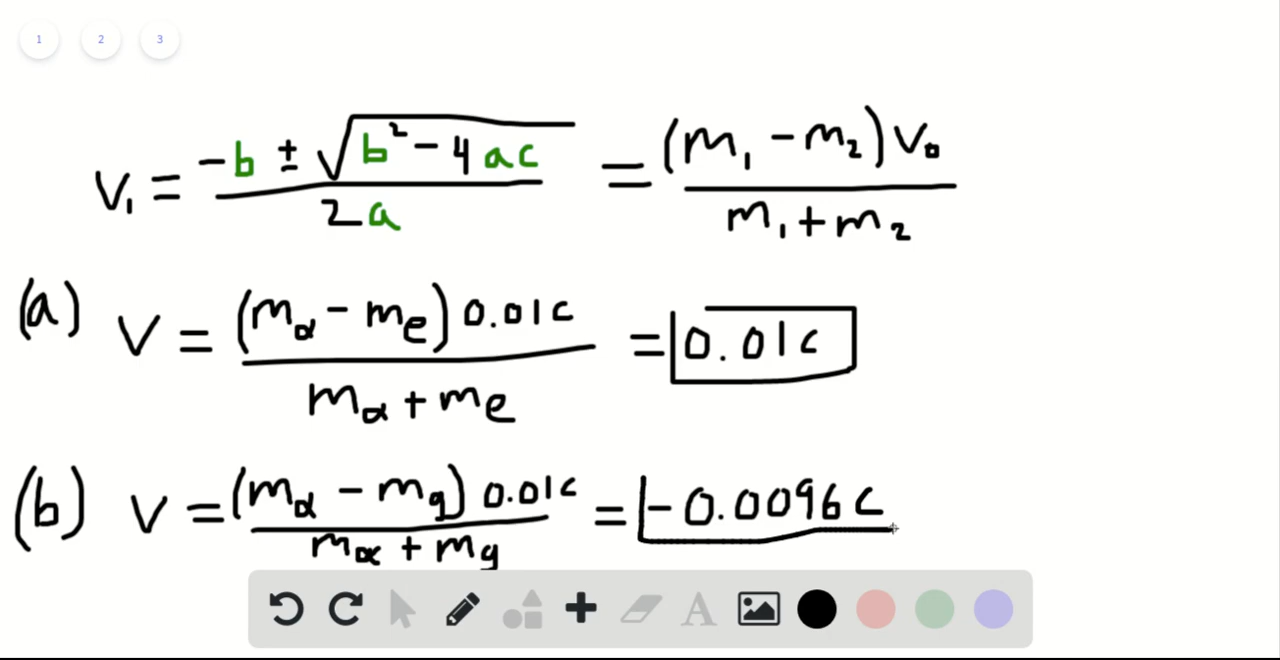 1 2 3
v₁ = (-b ± √(b² - 4ac)) / 2a = (m₁ - m₂)v₀ / (m₁ + m₂)
(a) V = (mα - me) 0.01c / (mα + me) = 0.01c
(b) V = (mα - mg) 0.01c / (mα + mg) = -0.0096c
A